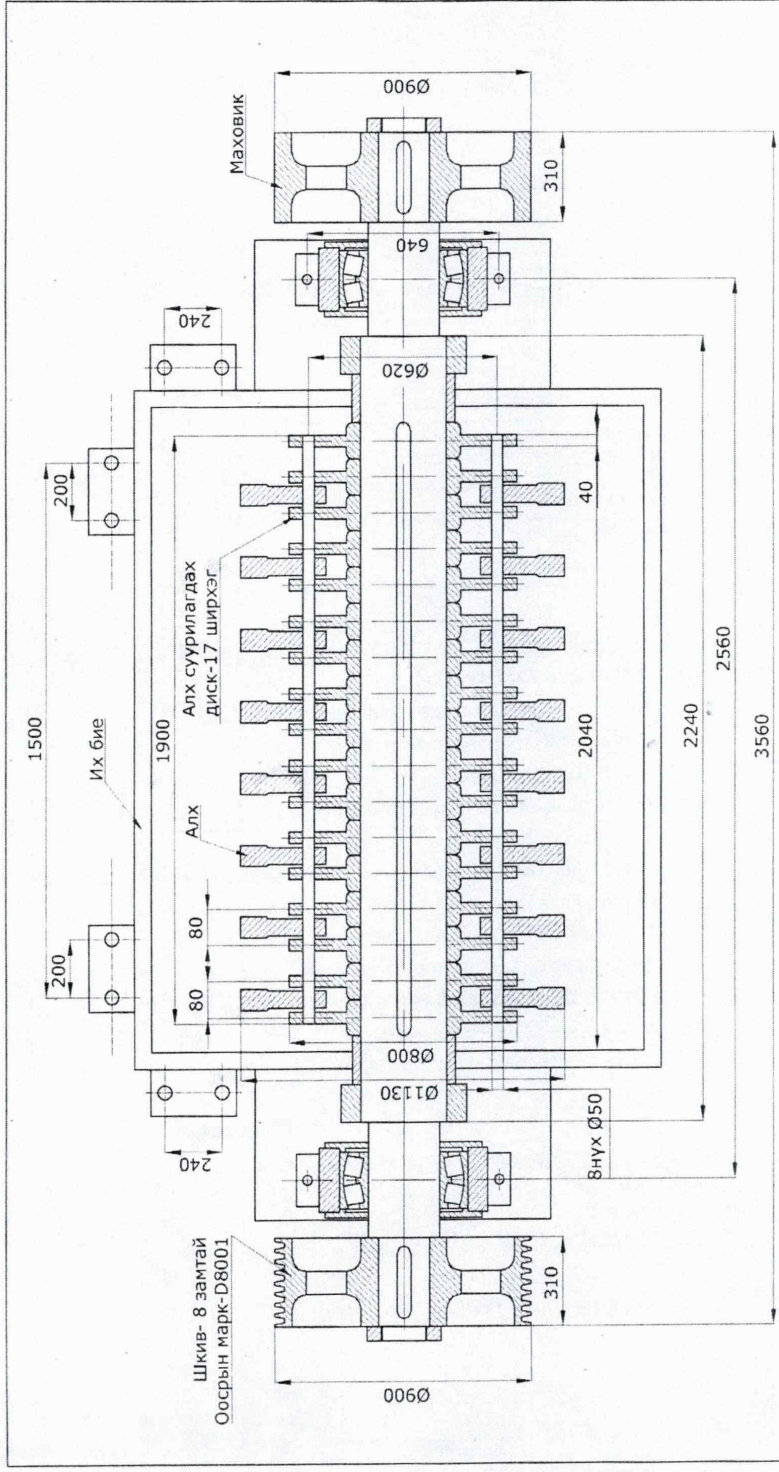 Шкив- 8 замтай
Оосрын марк-D8001
Ø900
310
240
200
1500
200
240
Их бие
1900
Алх
Алх суурилагдах
диск-17 ширхэг
80
80
Ø800
Ø1130
8нух Ø50
Ø620
640
40
2040
2240
2560
3560
Маховик
Ø900
310